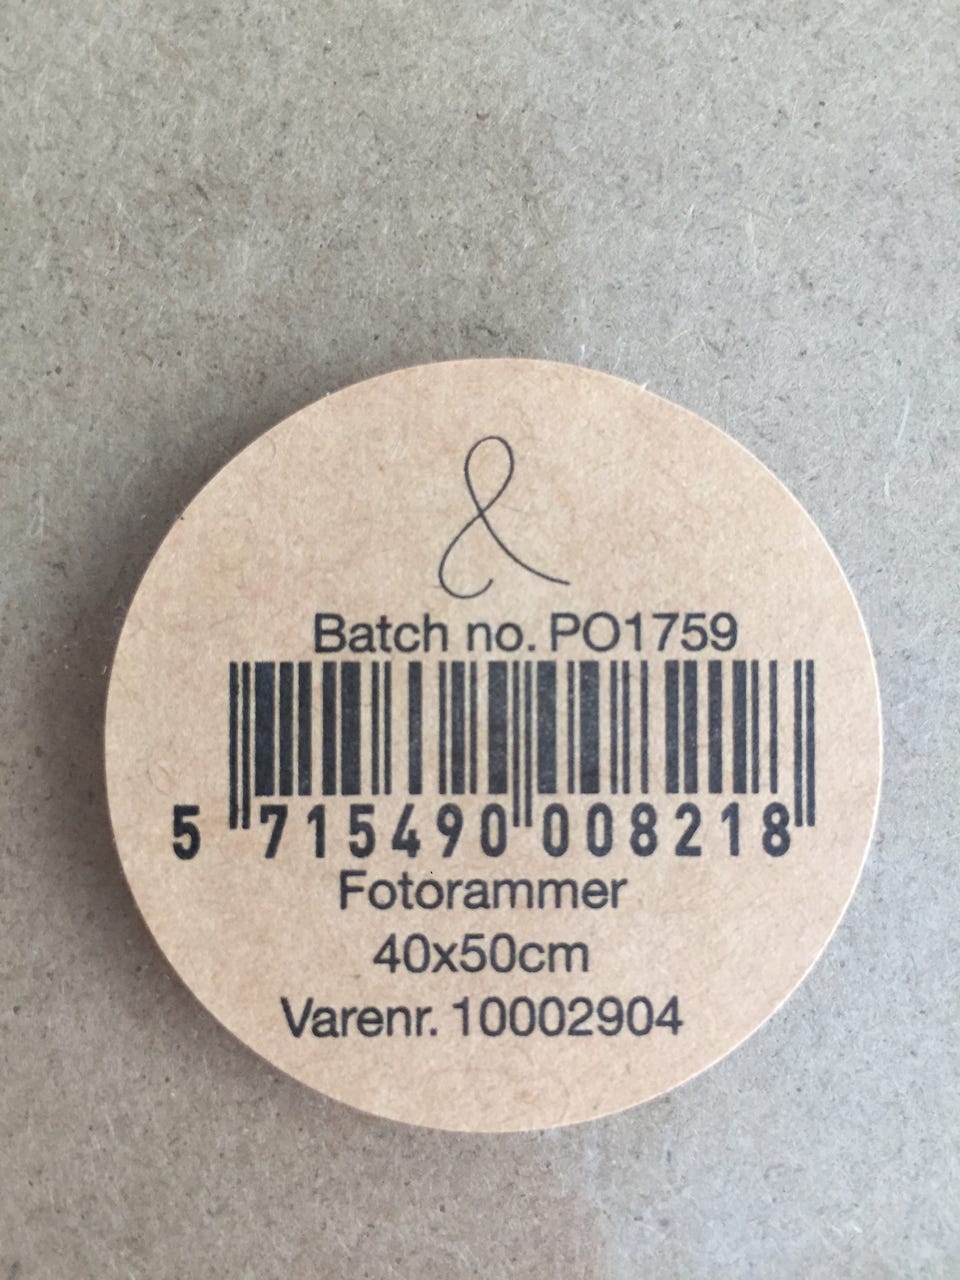 &
Batch no. PO1759
5 715490 008218
Fotorammer
40x50cm
Varenr. 10002904